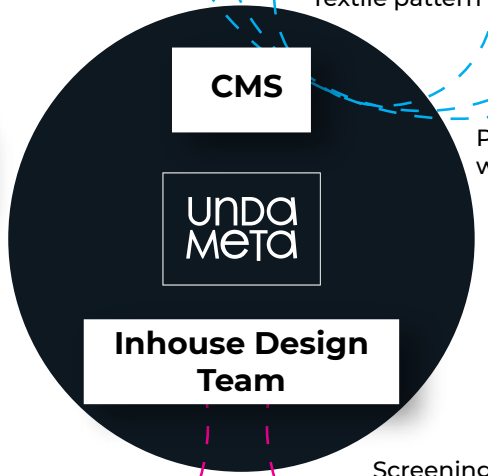 Textile pattern
CMS
P
w
UNDa
MeTa
Inhouse Design
Team
Screening